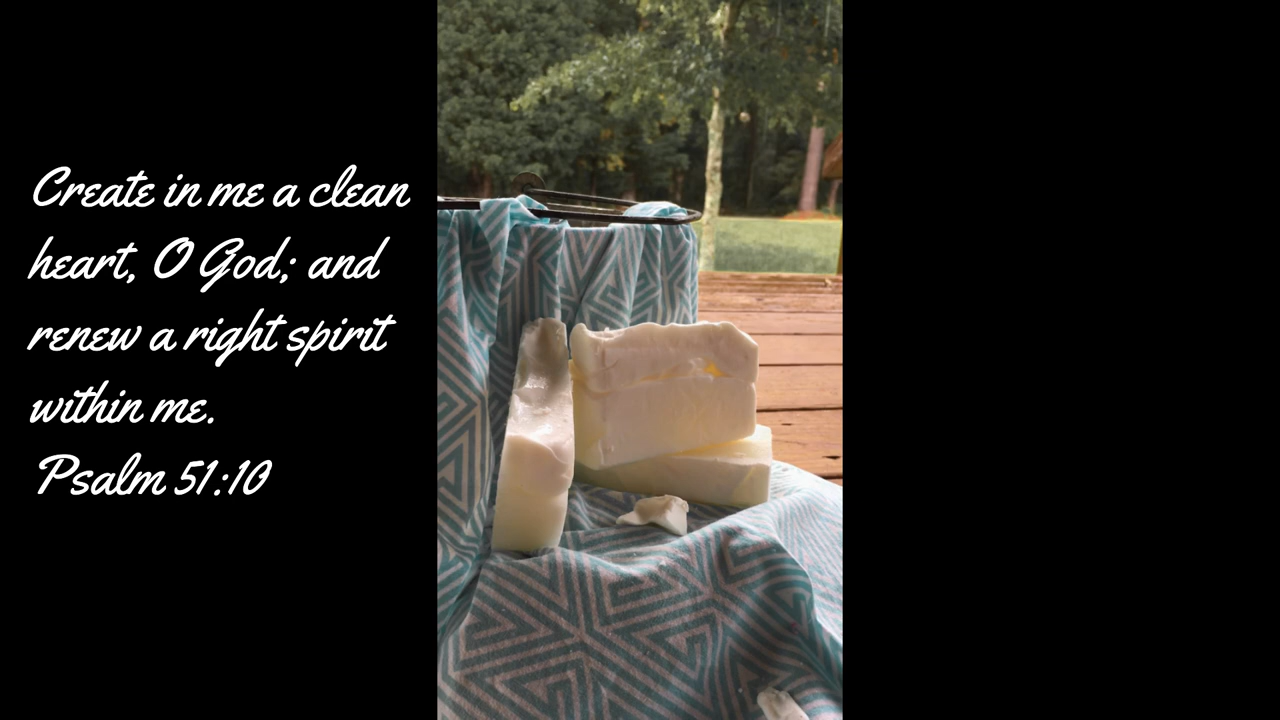 Create in me a clean
heart, O God; and
renew a right spirit
within me.
Psalm 51:10